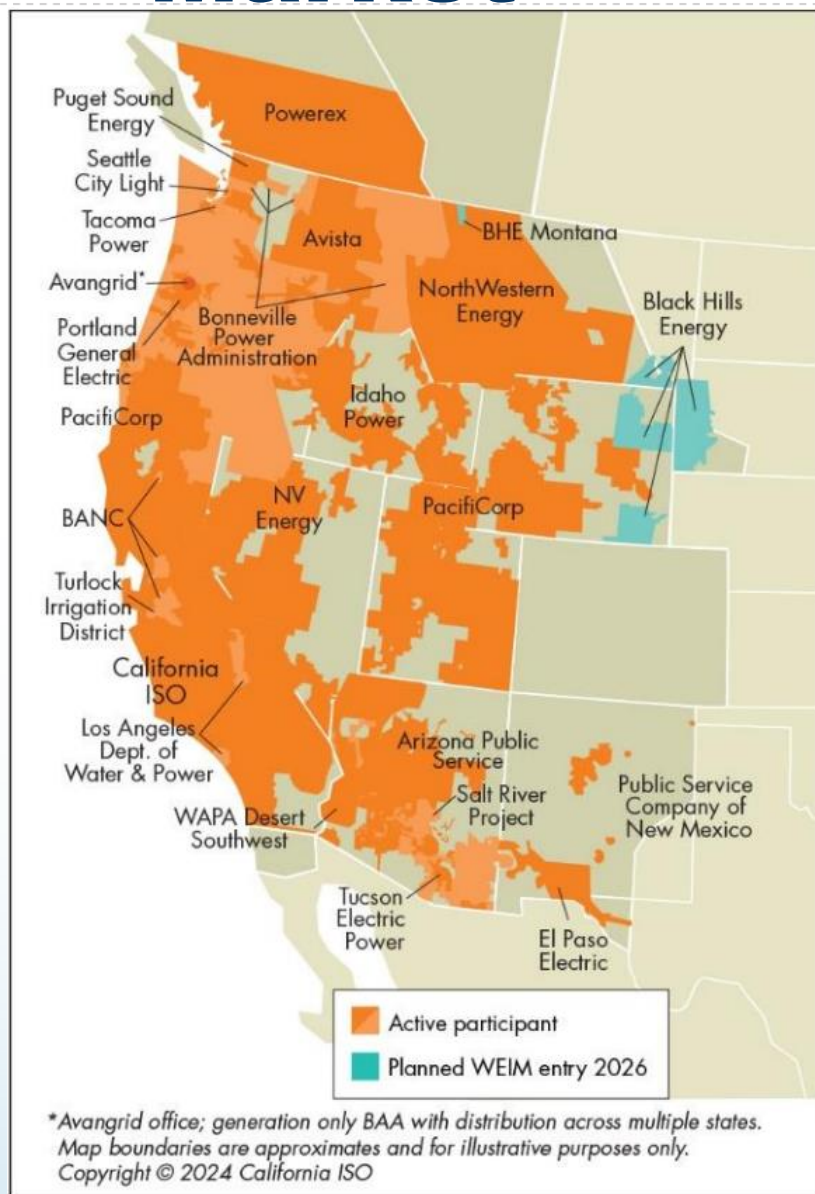 Puget Sound
Energy
Seattle
City Light
Tacoma
Power
Avangrid*
Portland
General
Electric
PacifiCorp
BANC
Turlock
Irrigation
District
California
ISO
Los Angeles
Dept. of
Water & Power
WAPA Desert
Southwest
Powerex
Avista
Bonneville
Power
Administration
BHE Montana
NorthWestern
Energy
Black Hills
Energy
Idaho
Power
NV
Energy
PacifiCorp
Arizona Public
Service
Salt River
Project
Public Service
Company of
New Mexico
Tucson
Electric
Power
El Paso
Electric
Active participant
Planned WEIM entry 2026
*Avangrid office; generation only BAA with distribution across multiple states.
Map boundaries are approximates and for illustrative purposes only.
Copyright © 2024 California ISO